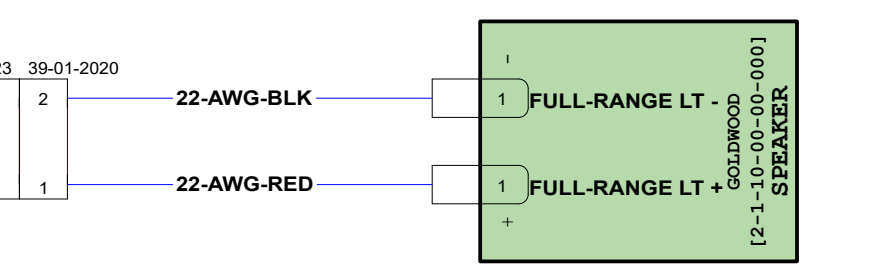 23 39-01-2020
2
22-AWG-BLK
-
1
FULL-RANGE LT -
1
22-AWG-RED
1
FULL-RANGE LT +
+
GOLDWOOD
[2-1-10-00-00-000]
SPEAKER